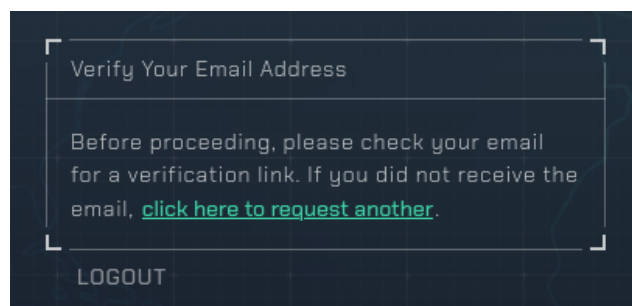 Verify Your Email Address
Before proceeding, please check your email
for a verification link. If you did not receive the
email, click here to request another.
LOGOUT